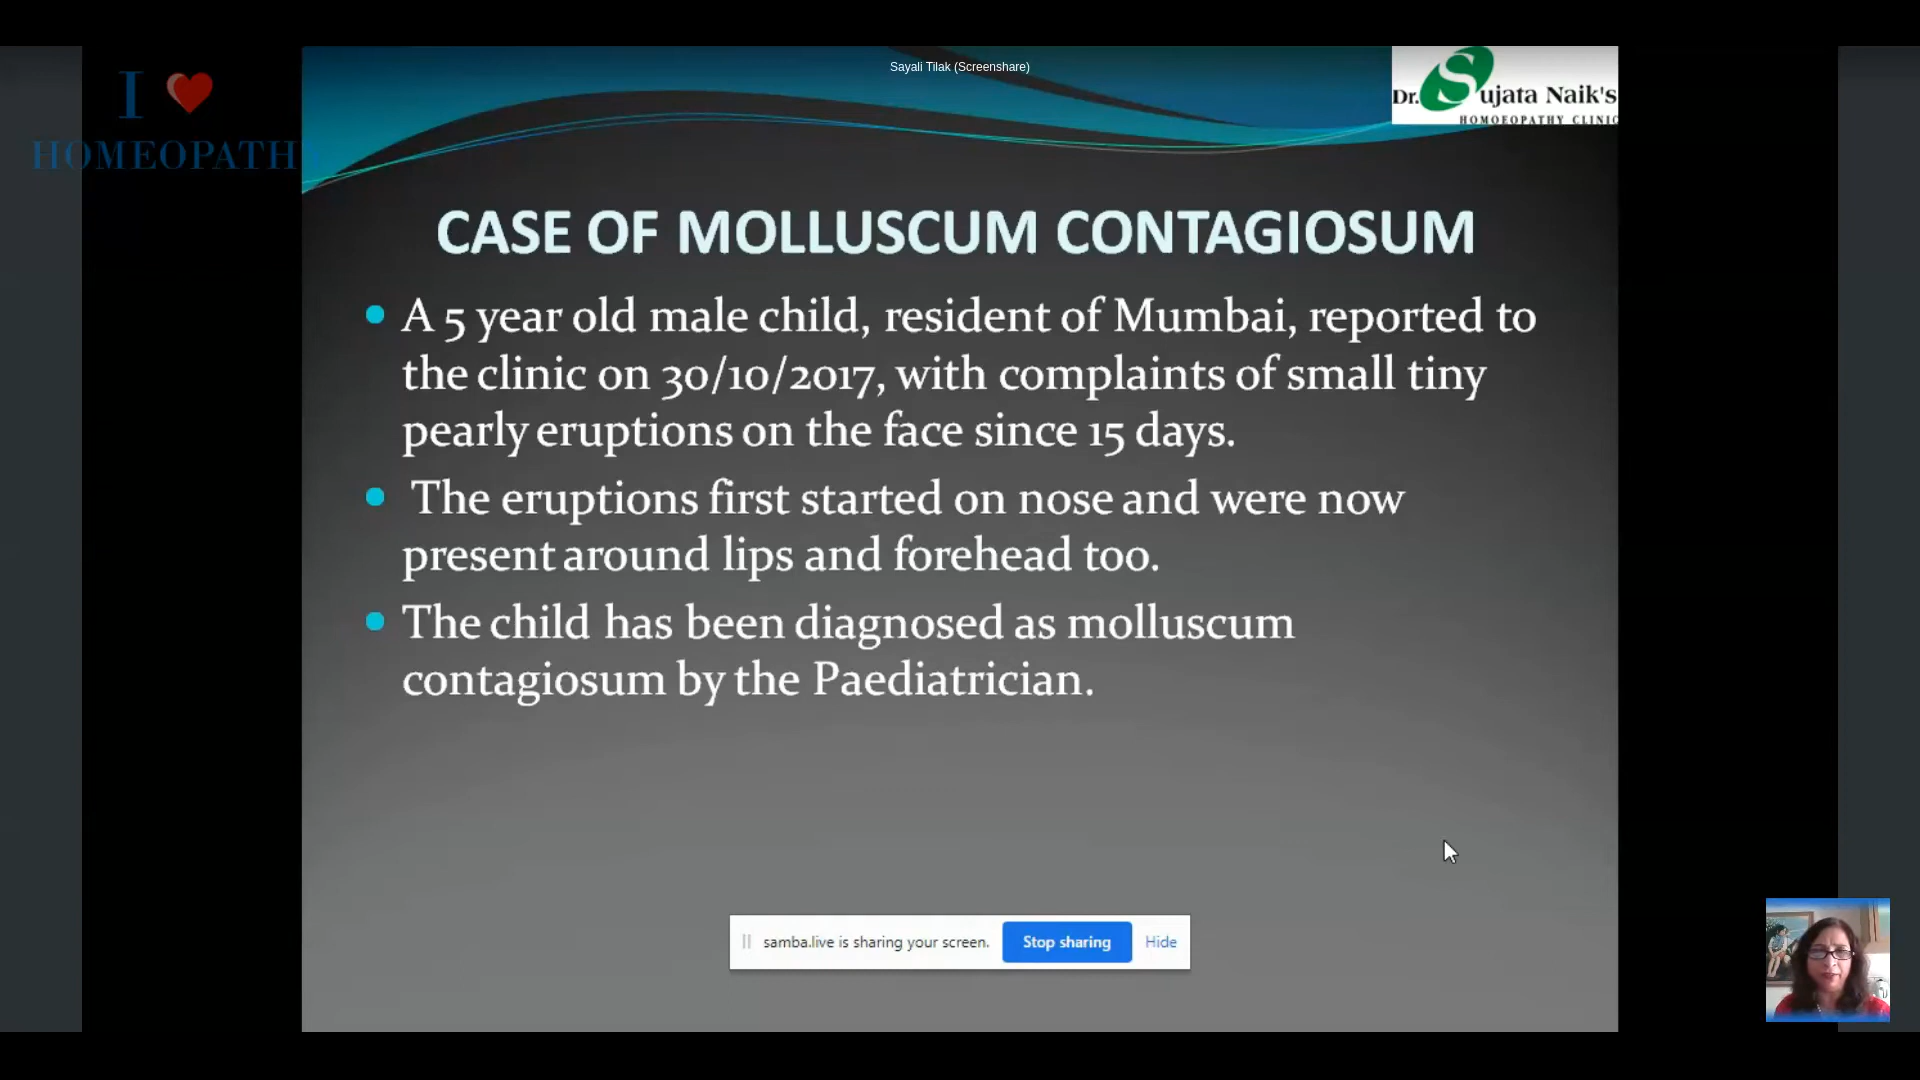 Sayali Tilak (Screenshare)
I
HOMEOPATH
Dr. Sujata Naik's
HOMOEOPATHY CLINIC
CASE OF MOLLUSCUM CONTAGIOSUM
A 5 year old male child, resident of Mumbai, reported to
the clinic on 30/10/2017, with complaints of small tiny
pearly eruptions on the face since 15 days.
The eruptions first started on nose and were now
present around lips and forehead too.
The child has been diagnosed as molluscum
contagiosum by the Paediatrician.
samba.live is sharing your screen. Stop sharing Hide